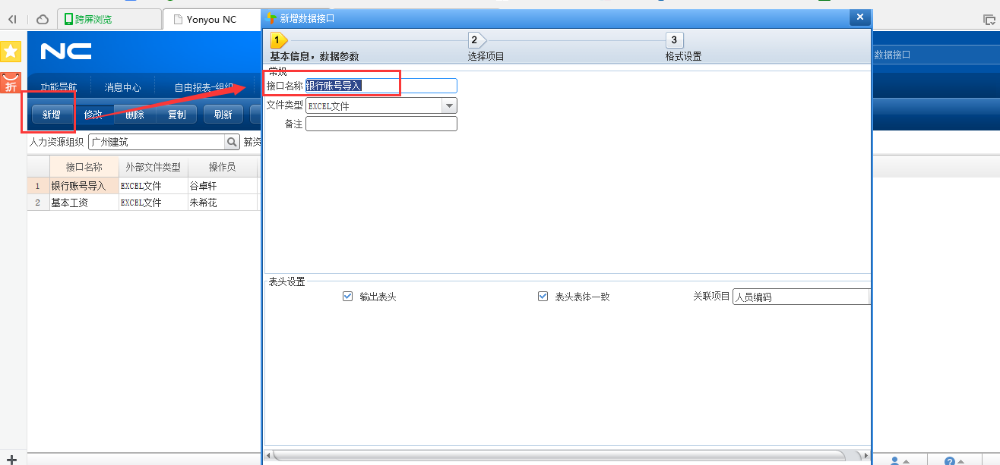 跨屏浏览
Yonyou NC
NC
折
功能导航
消息中心
自由报表-组织
新增
修改
删除
复制
刷新
人力资源组织 广州建筑 薪资
接口名称 外部文件类型 操作员
1 银行账号导入 EXCEL文件 谷卓轩
2 基本工资 EXCEL文件 朱希花
新增数据接口
1 2 3
基本信息，数据参数 选择项目 格式设置
常规
接口名称 银行账号导入
文件类型 EXCEL文件
备注
表头设置
输出表头 表头表体一致 关联项目 人员编码
数据接口